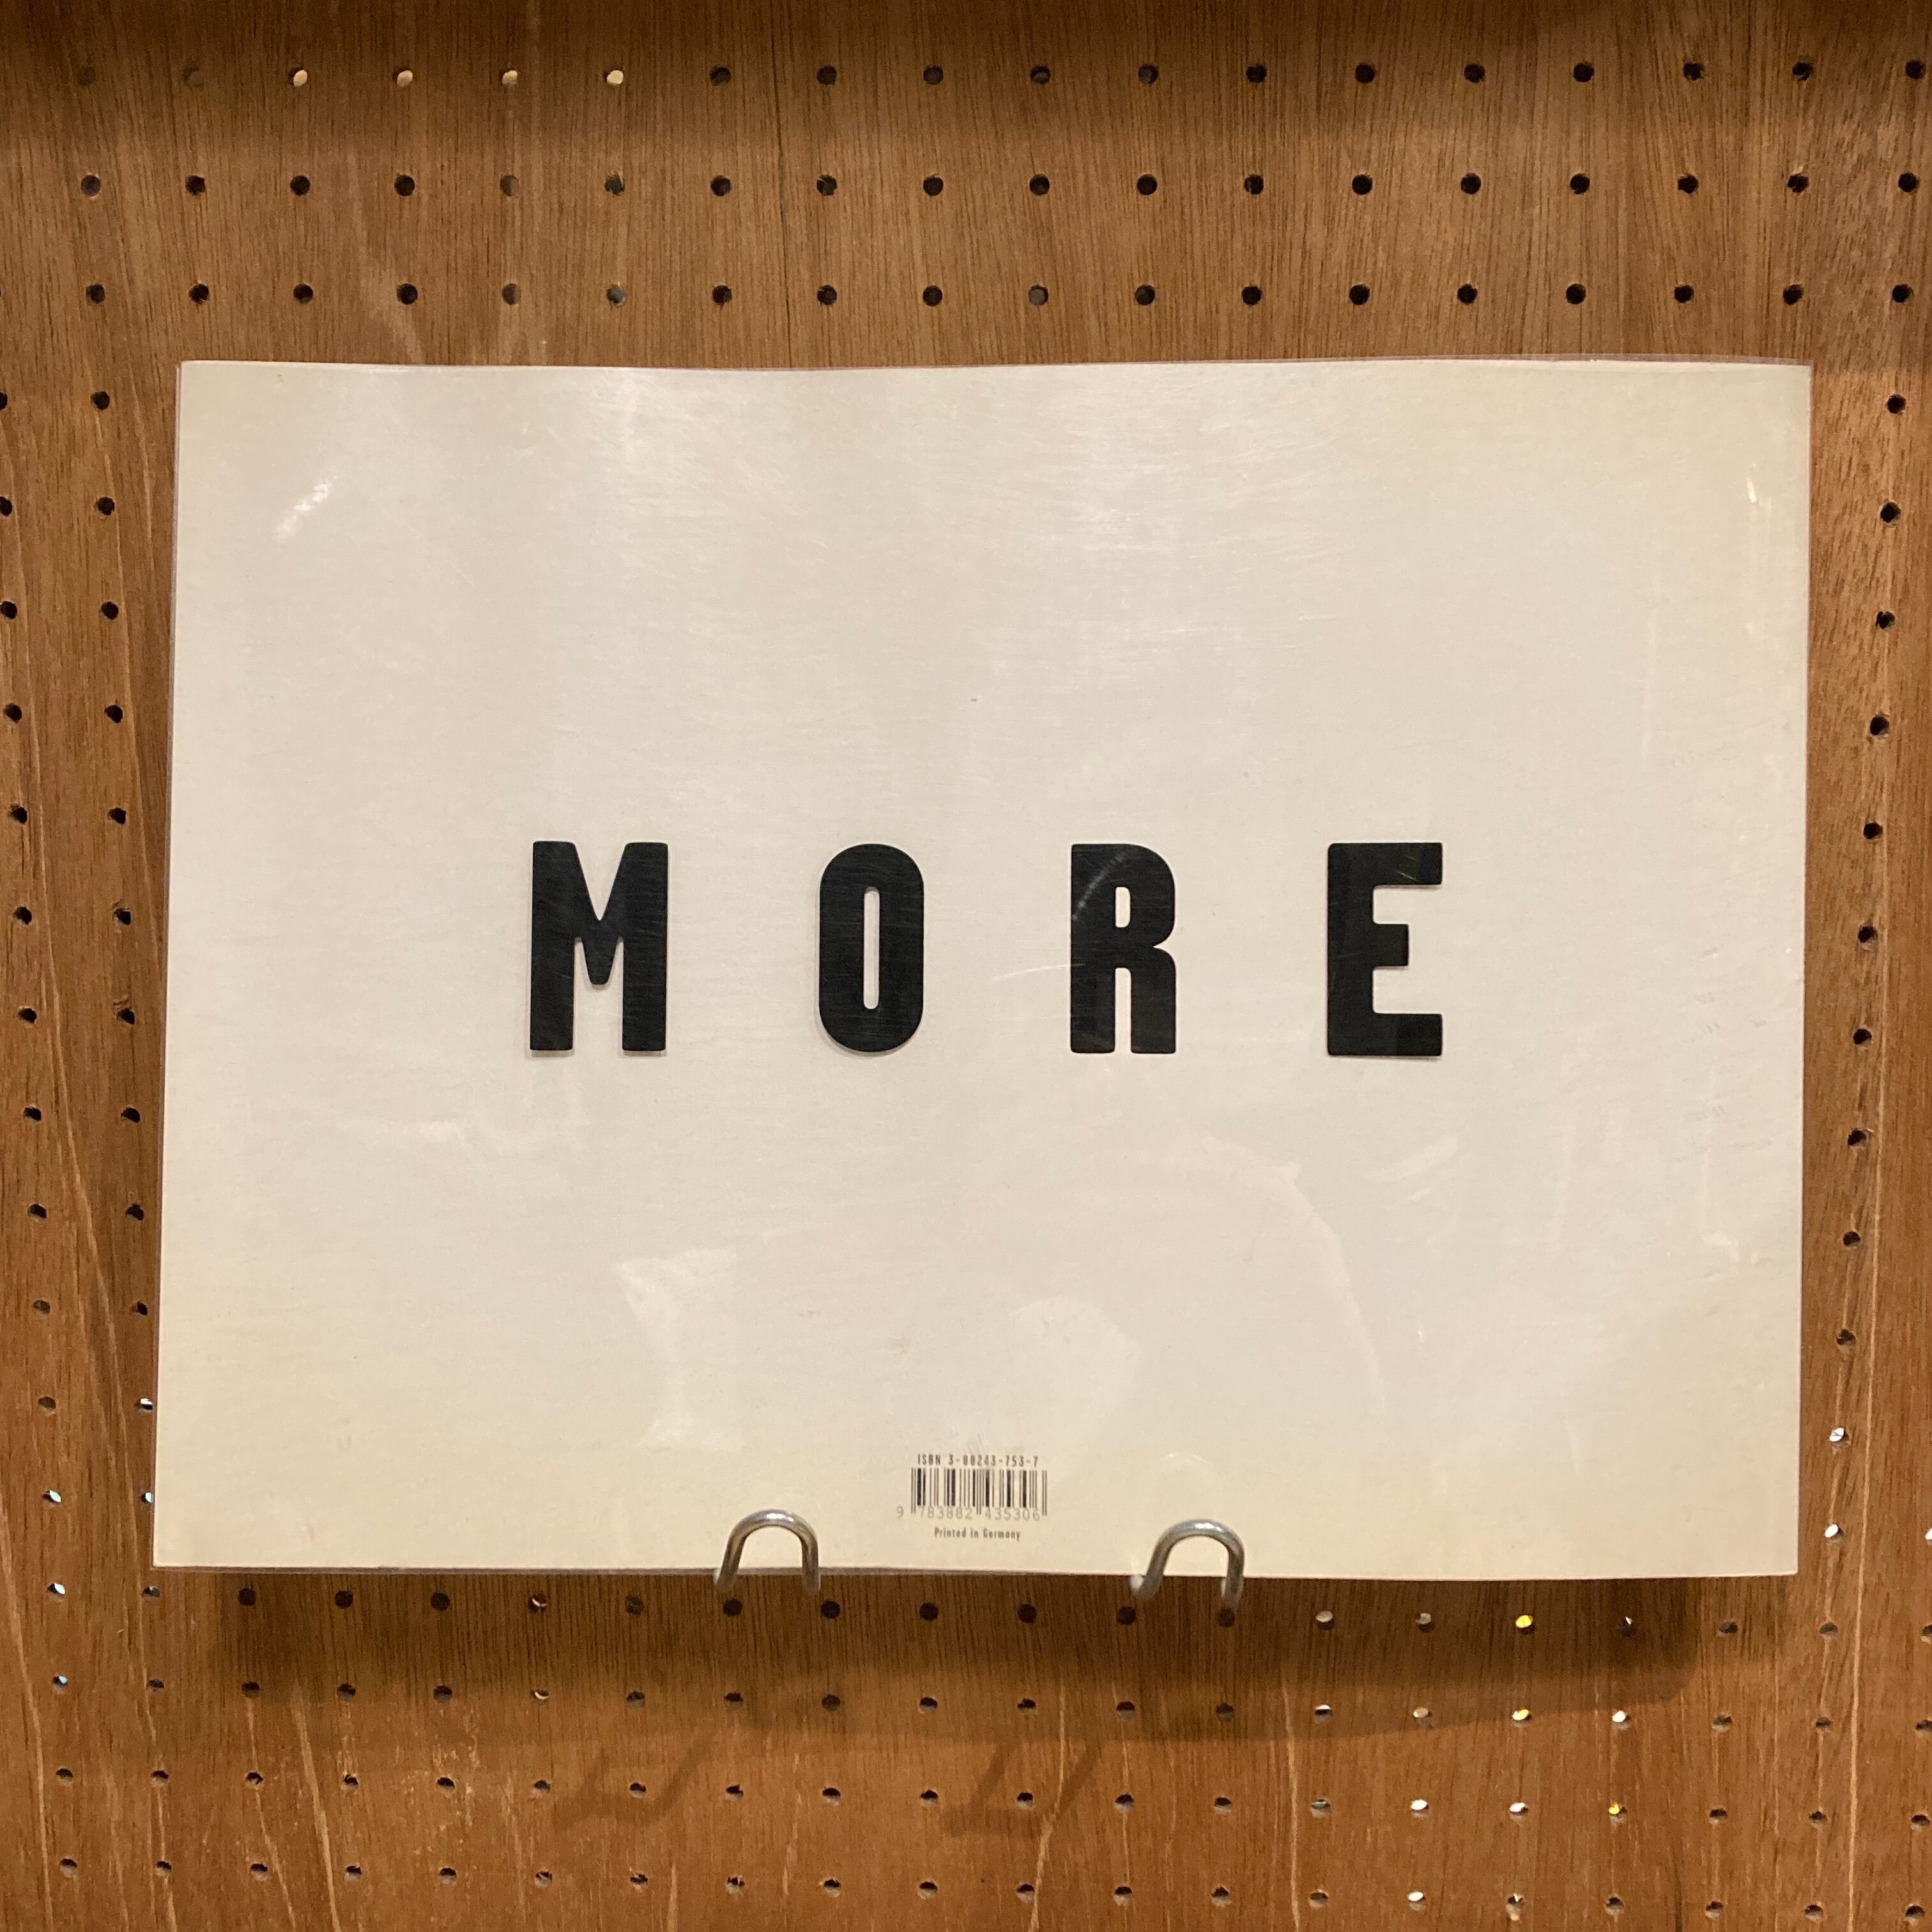 MORE
ISBN 3-88243-753-7
9 783882 435306
Printed in Germany